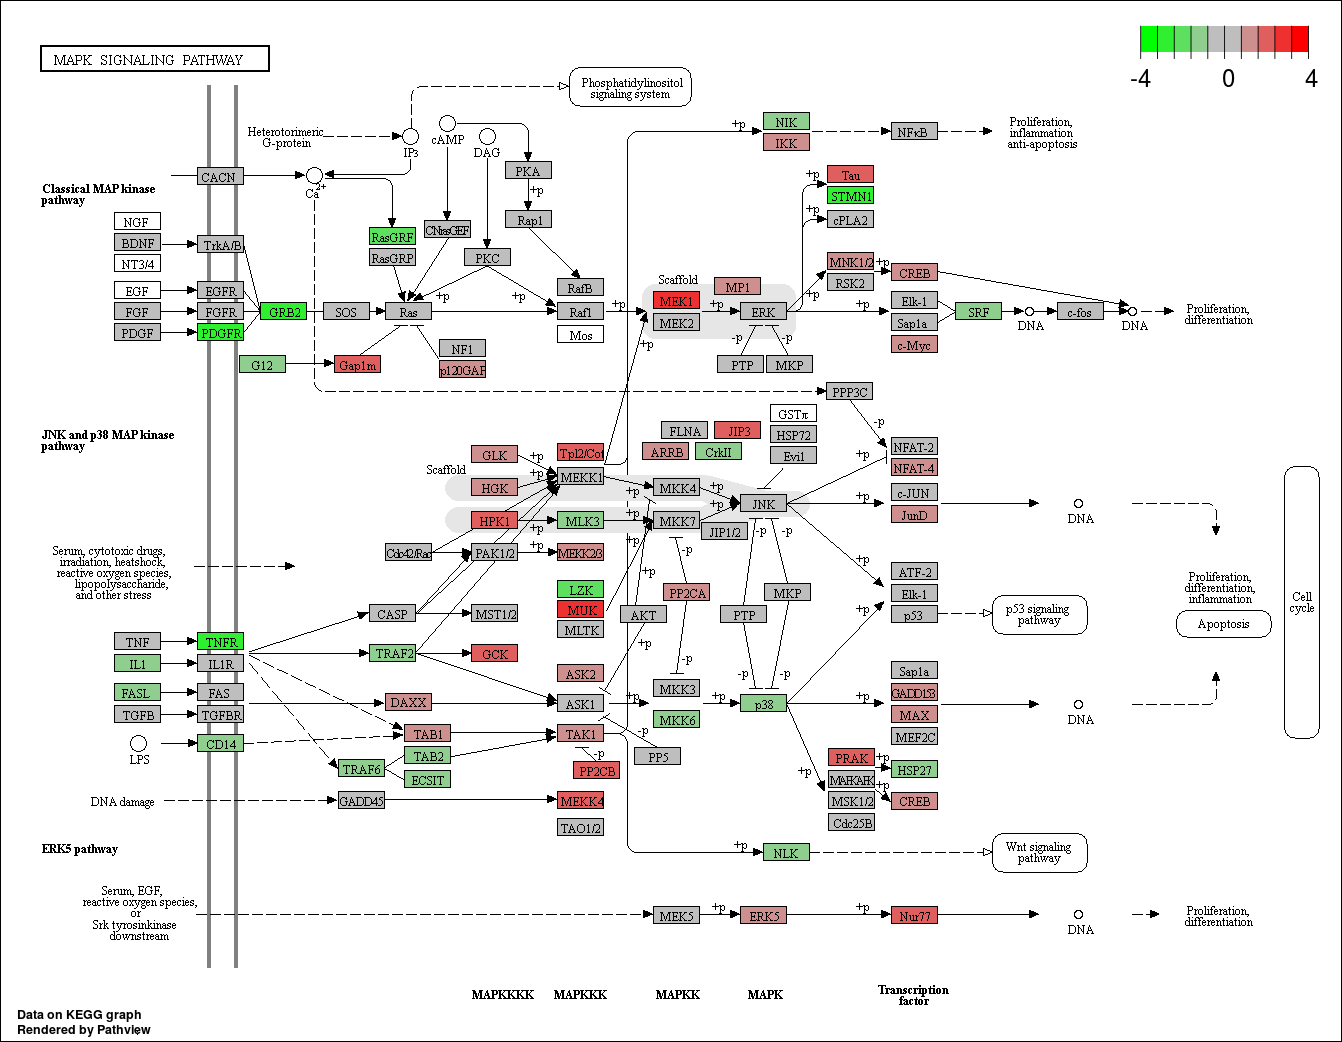 MAPK SIGNALING PATHWAY
-4 0 4
Phosphatidylinositol
signaling system
Heterotorimeric
G-protein
IP3
cAMP
DAG
Ca2+
CACN
PKA
+p
Rap1
Classical MAP kinase
pathway
NGF
BDNF
NT3/4
EGF
FGF
PDGF
TrkA/B
EGFR
FGFR
PDGFR
GRB2
SOS
Ras
RasGRF
RasGRP
CNrasGEF
PKC
G12
Gap1m
NF1
p120GAP
+p
+p
RafB
Raf1
Mos
+p
+p
Scaffold
MEK1
MEK2
MP1
+p
ERK
-p
-p
PTP
MKP
+p
NIK
IKK
NFκB
Proliferation,
inflammation
anti-apoptosis
+p
Tau
STMN1
+p
cPLA2
MNK1/2
RSK2
+p
+p
CREB
+p
Elk-1
Sap1a
c-Myc
SRF
DNA
c-fos
DNA
Proliferation,
differentiation
PPP3C
-p
JNK and p38 MAP kinase
pathway
Scaffold
GLK
HGK
HPK1
+p
+p
+p
+p
Tpl2/Cot
MEKK1
MLK3
MEKK2/3
LZK
MUK
MLTK
Cdc42/Rac
PAK1/2
CASP
MST1/2
TRAF2
GCK
FLNA
JIP3
ARRB
CrkII
GSTπ
HSP72
Evi1
MKK4
MKK7
+p
+p
+p
+p
+p
JNK
JIP1/2
-p
-p
-p
PP2CA
AKT
+p
+p
PTP
MKP
+p
+p
+p
+p
NFAT-2
NFAT-4
c-JUN
JunD
DNA
ATF-2
Elk-1
p53
p53 signaling
pathway
Proliferation,
differentiation,
inflammation
Apoptosis
Cell
cycle
Serum, cytotoxic drugs,
irradiation, heatshock,
reactive oxygen species,
lipopolysaccharide,
and other stress
TNF
IL1
FASL
TGFB
LPS
TNFR
IL1R
FAS
TGFBR
CD14
DAXX
TAB1
TAB2
ECSIT
TRAF6
ASK2
ASK1
TAK1
-p
PP2CB
-p
PP5
+p
-p
MKK3
MKK6
+p
-p
-p
p38
+p
Sap1a
GADD153
MAX
MEF2C
DNA
+p
PRAK
MAPKAPK
MSK1/2
Cdc25B
+p
+p
HSP27
CREB
DNA damage
GADD45
MEKK4
TAO1/2
+p
NLK
Wnt signaling
pathway
ERK5 pathway
Serum, EGF,
reactive oxygen species,
or
Srk tyrosinkinase
downstream
MEK5
+p
ERK5
+p
Nur77
DNA
Proliferation,
differentiation
MAPKKKK
MAPKKK
MAPKK
MAPK
Transcription
factor
Data on KEGG graph
Rendered by Pathview